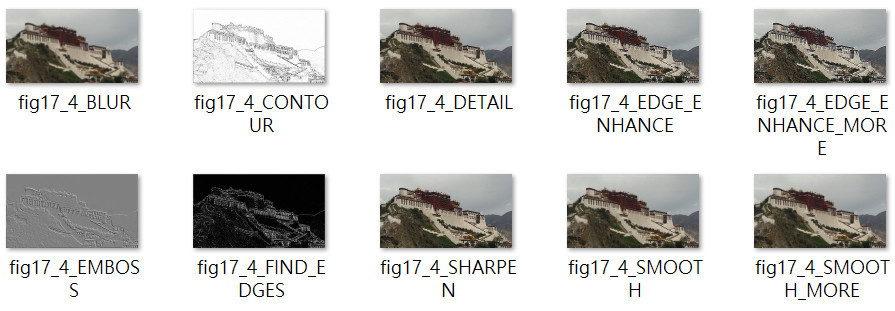 fig17_4_BLUR
fig17_4_CONTO
UR
fig17_4_DETAIL
fig17_4_EDGE_E
NHANCE
fig17_4_EDGE_E
NHANCE_MOR
E
fig17_4_EMBOS
S
fig17_4_FIND_E
DGES
fig17_4_SHARPE
N
fig17_4_SMOOT
H
fig17_4_SMOOT
H_MORE